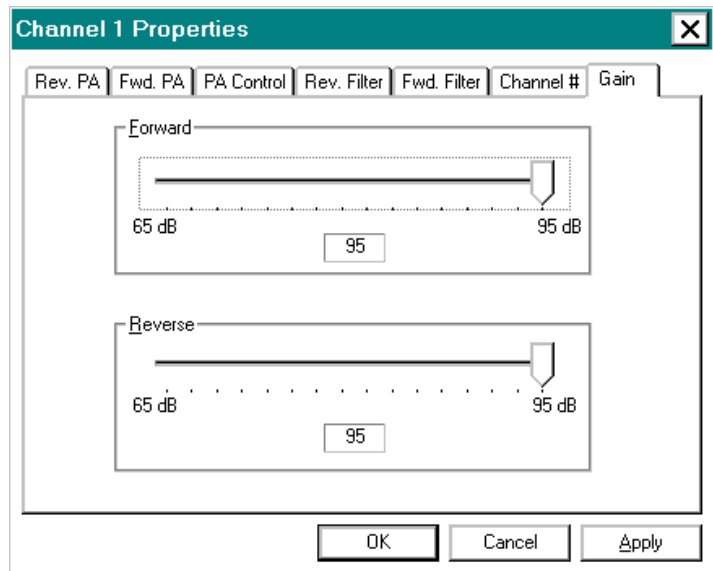 Channel 1 Properties
Rev. PA Fwd. PA PA Control Rev. Filter Fwd. Filter Channel # Gain
Forward
65 dB 95 dB
95
Reverse
65 dB 95 dB
95
OK Cancel Apply